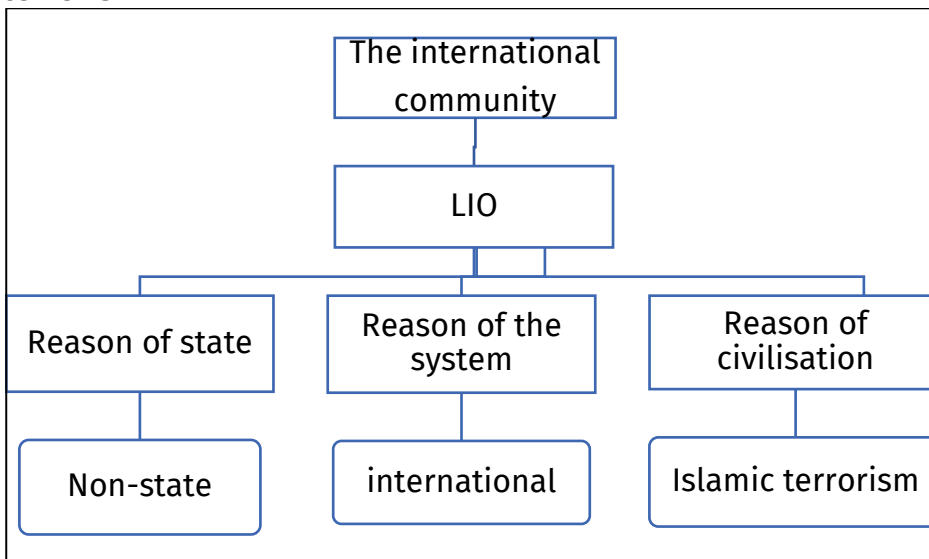 The international
community
LIO
Reason of state
Reason of the
system
Reason of
civilisation
Non-state
international
Islamic terrorism